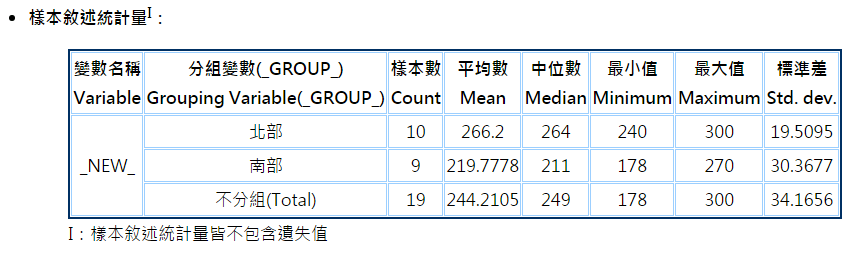 樣本敘述統計量I：
變數名稱 分組變數(_GROUP_) 樣本數 平均數 中位數 最小值 最大值 標準差
Variable Grouping Variable(_GROUP_) Count Mean Median Minimum Maximum Std. dev.
北部 10 266.2 264 240 300 19.5095
_NEW_ 南部 9 219.7778 211 178 270 30.3677
不分組(Total) 19 244.2105 249 178 300 34.1656
I：樣本敘述統計量皆不包含遺失值